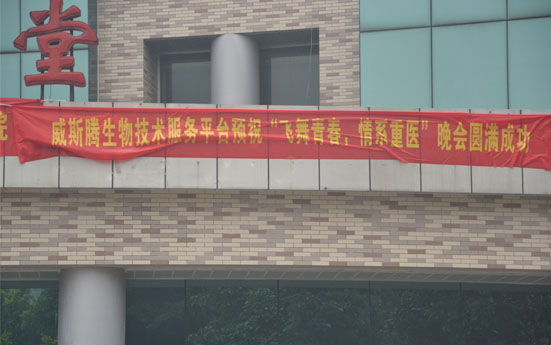 堂
院
威斯腾生物技术服务平台预祝“飞舞青春，情系重医”晚会圆满成功